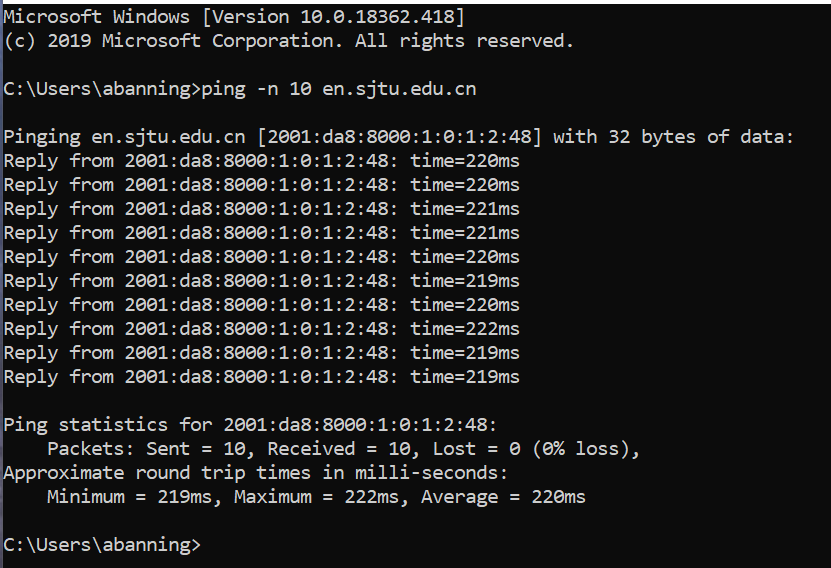 Microsoft Windows [Version 10.0.18362.418]
(c) 2019 Microsoft Corporation. All rights reserved.
C:\Users\abanning>ping -n 10 en.sjtu.edu.cn
Pinging en.sjtu.edu.cn [2001:da8:8000:1:0:1:2:48] with 32 bytes of data:
Reply from 2001:da8:8000:1:0:1:2:48: time=220ms
Reply from 2001:da8:8000:1:0:1:2:48: time=220ms
Reply from 2001:da8:8000:1:0:1:2:48: time=221ms
Reply from 2001:da8:8000:1:0:1:2:48: time=221ms
Reply from 2001:da8:8000:1:0:1:2:48: time=220ms
Reply from 2001:da8:8000:1:0:1:2:48: time=219ms
Reply from 2001:da8:8000:1:0:1:2:48: time=220ms
Reply from 2001:da8:8000:1:0:1:2:48: time=222ms
Reply from 2001:da8:8000:1:0:1:2:48: time=219ms
Reply from 2001:da8:8000:1:0:1:2:48: time=219ms
Ping statistics for 2001:da8:8000:1:0:1:2:48:
    Packets: Sent = 10, Received = 10, Lost = 0 (0% loss),
Approximate round trip times in milli-seconds:
    Minimum = 219ms, Maximum = 222ms, Average = 220ms
C:\Users\abanning>